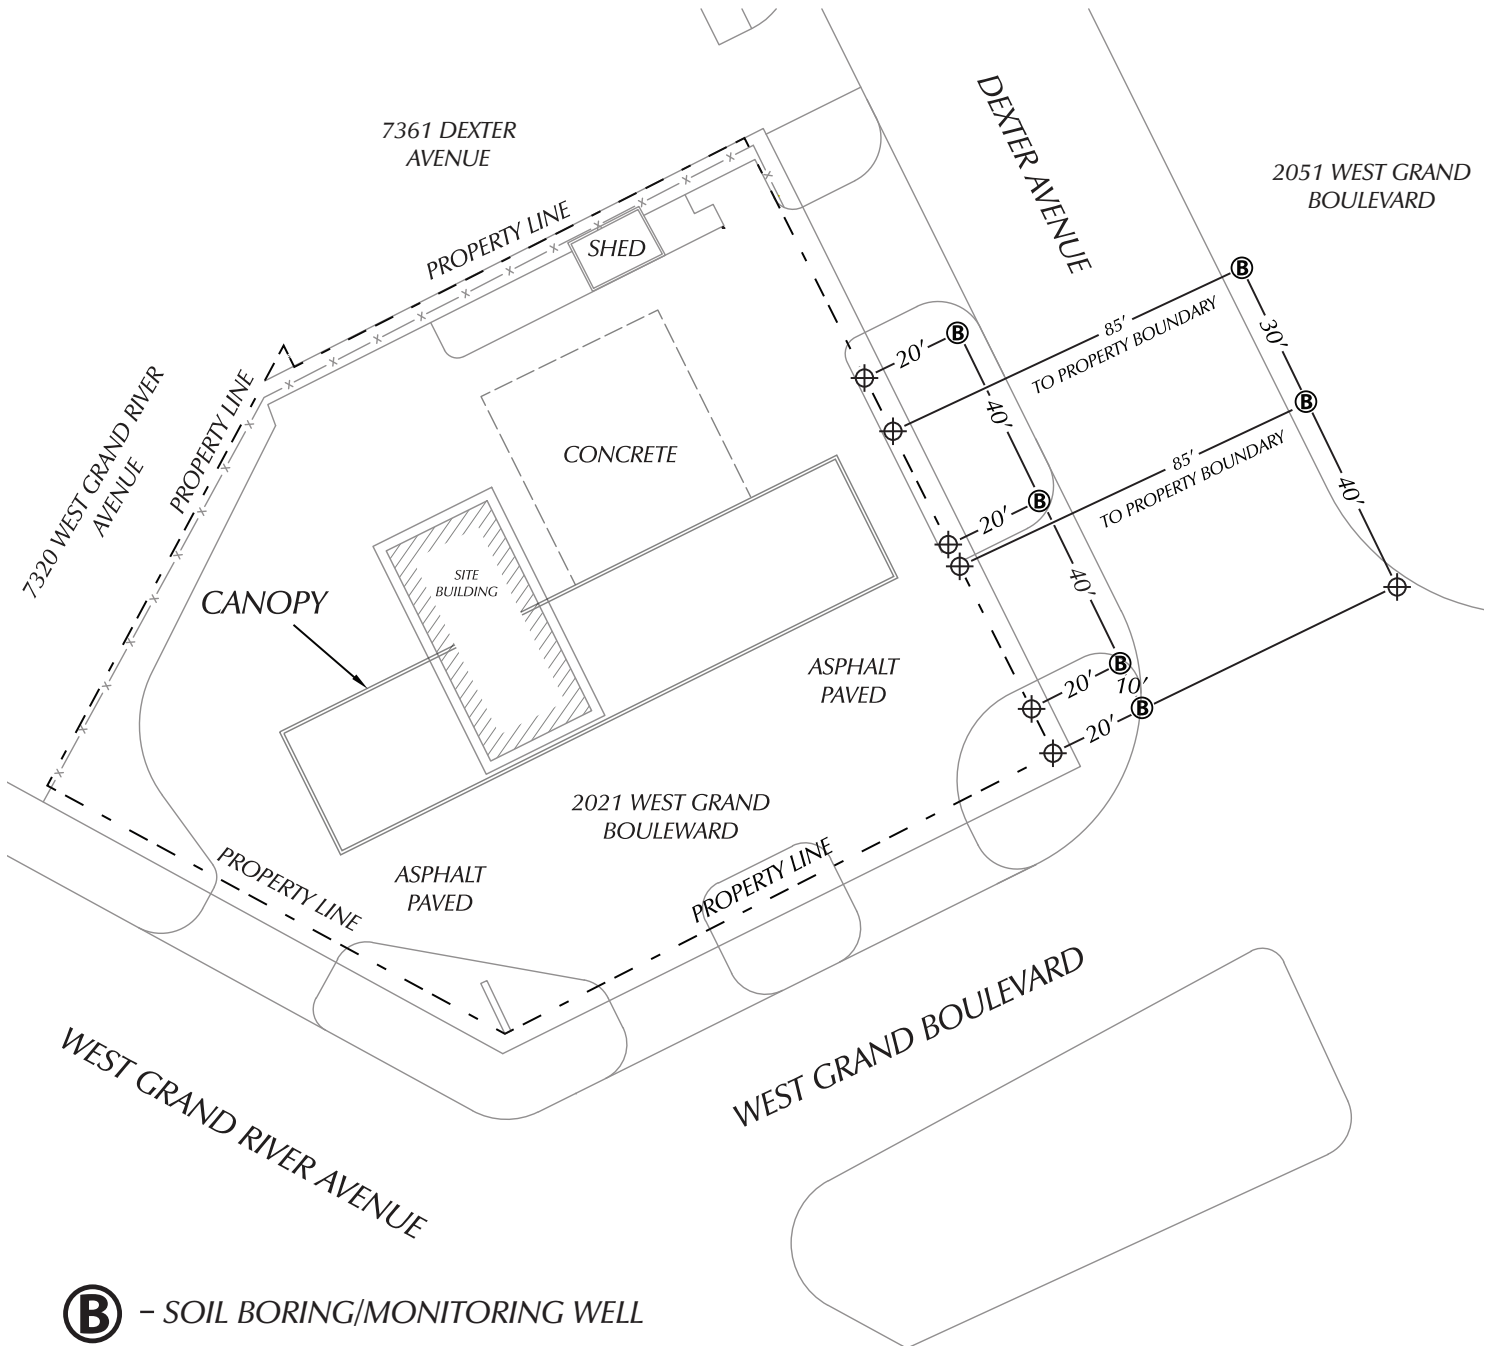 7361 DEXTER
AVENUE
DEXTER AVENUE
2051 WEST GRAND
BOULEVARD
PROPERTY LINE
SHED
B
85'
TO PROPERTY BOUNDARY
30'
20'
B
40'
B
7320 WEST GRAND RIVER
AVENUE
PROPERTY LINE
CONCRETE
85'
TO PROPERTY BOUNDARY
40'
20'
B
SITE
BUILDING
CANOPY
40'
ASPHALT
PAVED
20'
B
10'
20'
B
2021 WEST GRAND
BOULEWARD
PROPERTY LINE
ASPHALT
PAVED
PROPERTY LINE
WEST GRAND BOULEVARD
WEST GRAND RIVER AVENUE
B – SOIL BORING/MONITORING WELL